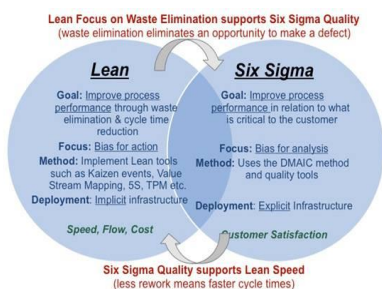 Lean Focus on Waste Elimination supports Six Sigma Quality
(waste elimination eliminates an opportunity to make a defect)
Lean
Goal: Improve process
performance through waste
elimination & cycle time
reduction
Focus: Bias for action
Method: Implement Lean tools
such as Kaizen events, Value
Stream Mapping, 5S, TPM etc.
Deployment: Implicit infrastructure
Speed, Flow, Cost
Six Sigma
Goal: Improve process
performance in relation to what
is critical to the customer
Focus: Bias for analysis
Method: Uses the DMAIC method
and quality tools
Deployment: Explicit Infrastructure
Customer Satisfaction
Six Sigma Quality supports Lean Speed
(less rework means faster cycle times)